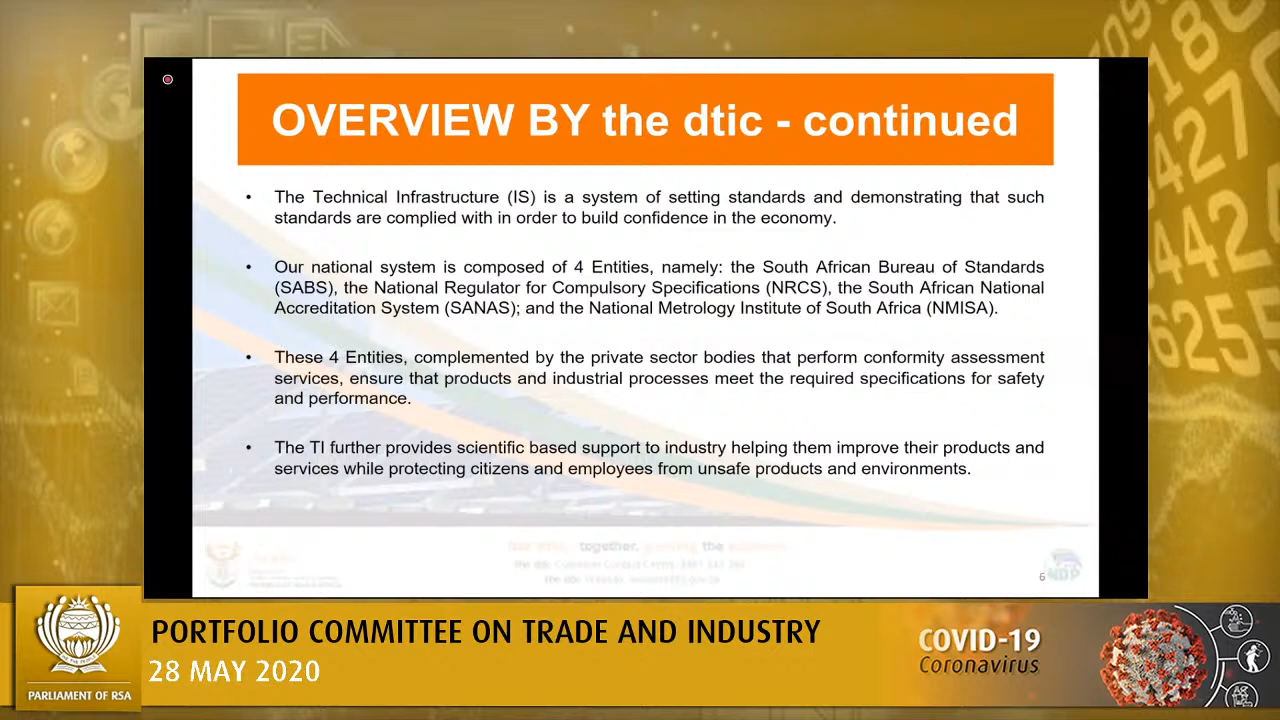 OVERVIEW BY the dtic - continued
• The Technical Infrastructure (IS) is a system of setting standards and demonstrating that such
standards are complied with in order to build confidence in the economy.
• Our national system is composed of 4 Entities, namely: the South African Bureau of Standards
(SABS), the National Regulator for Compulsory Specifications (NRCS), the South African National
Accreditation System (SANAS); and the National Metrology Institute of South Africa (NMISA).
• These 4 Entities, complemented by the private sector bodies that perform conformity assessment
services, ensure that products and industrial processes meet the required specifications for safety
and performance.
• The TI further provides scientific based support to industry helping them improve their products and
services while protecting citizens and employees from unsafe products and environments.
together, the
the dtic Customer Contact Centre:
6
NDP
PORTFOLIO COMMITTEE ON TRADE AND INDUSTRY
28 MAY 2020
PARLIAMENT OF RSA
COVID-19
Coronavirus